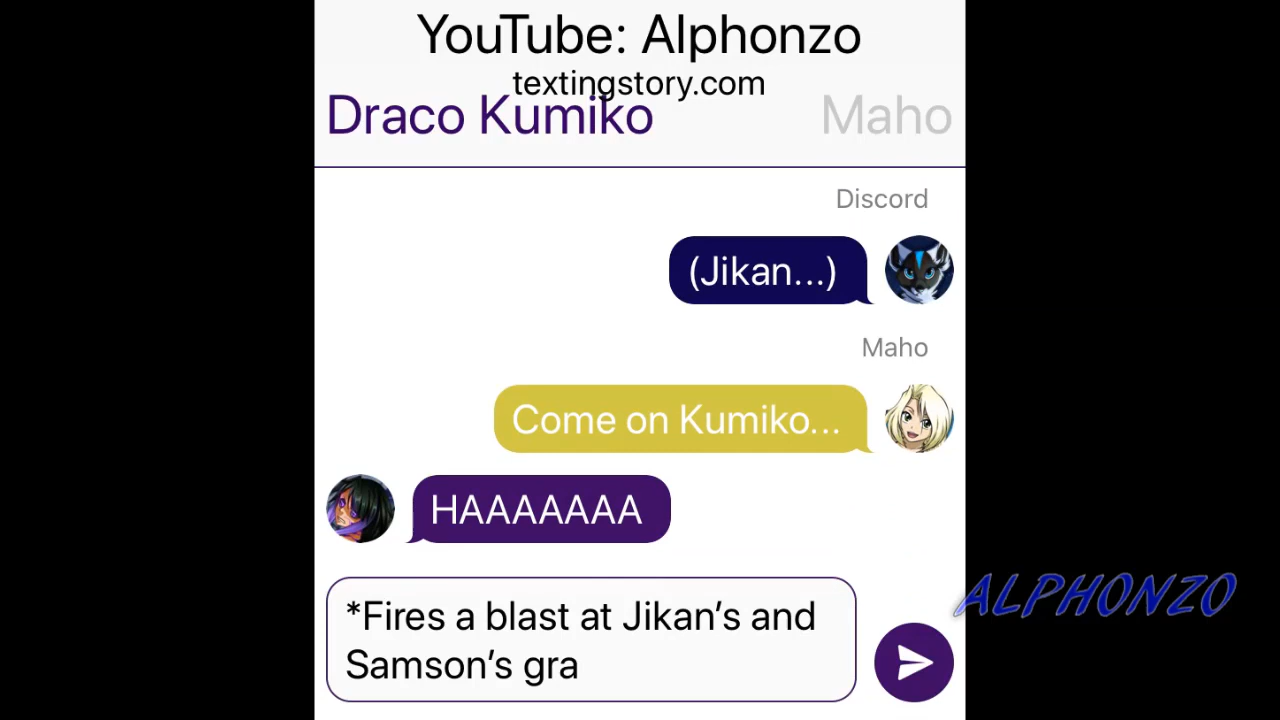 YouTube: Alphonzo
textingstory.com
Draco Kumiko
Maho
Discord
(Jikan...)
Maho
Come on Kumiko...
HAAAAAAA
*Fires a blast at Jikan’s and
Samson’s gra
ALPHONZO